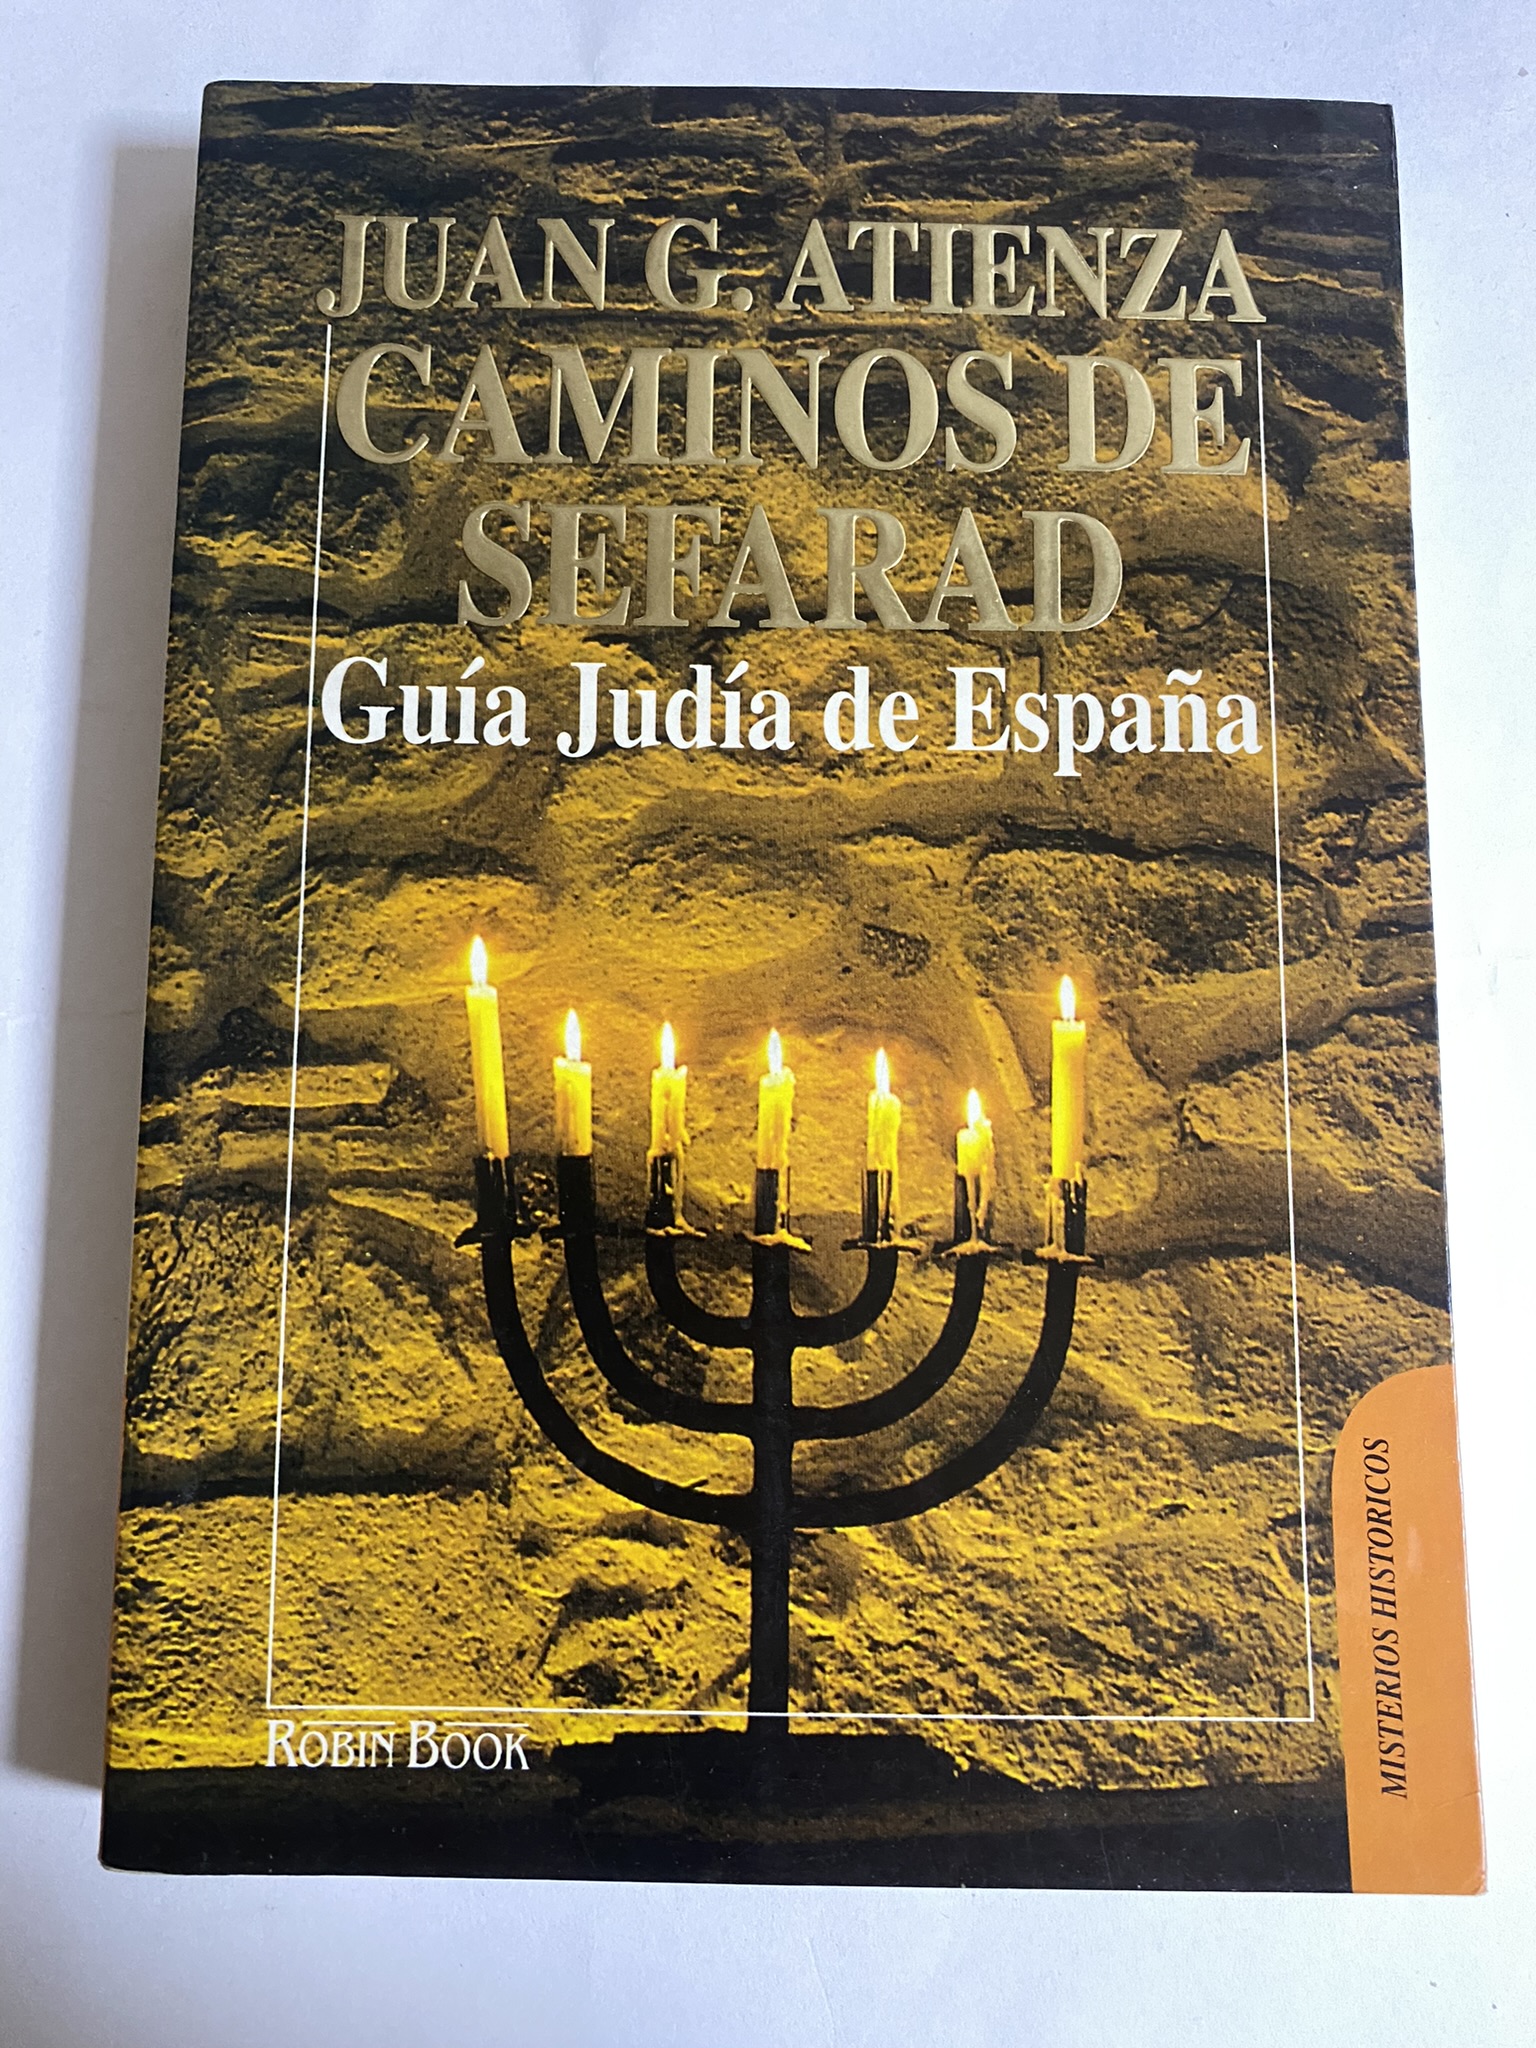 JUAN G. ATIENZA
CAMINOS DE
SEFARAD
Guía Judía de España
ROBIN BOOK
MISTERIOS HISTORICOS